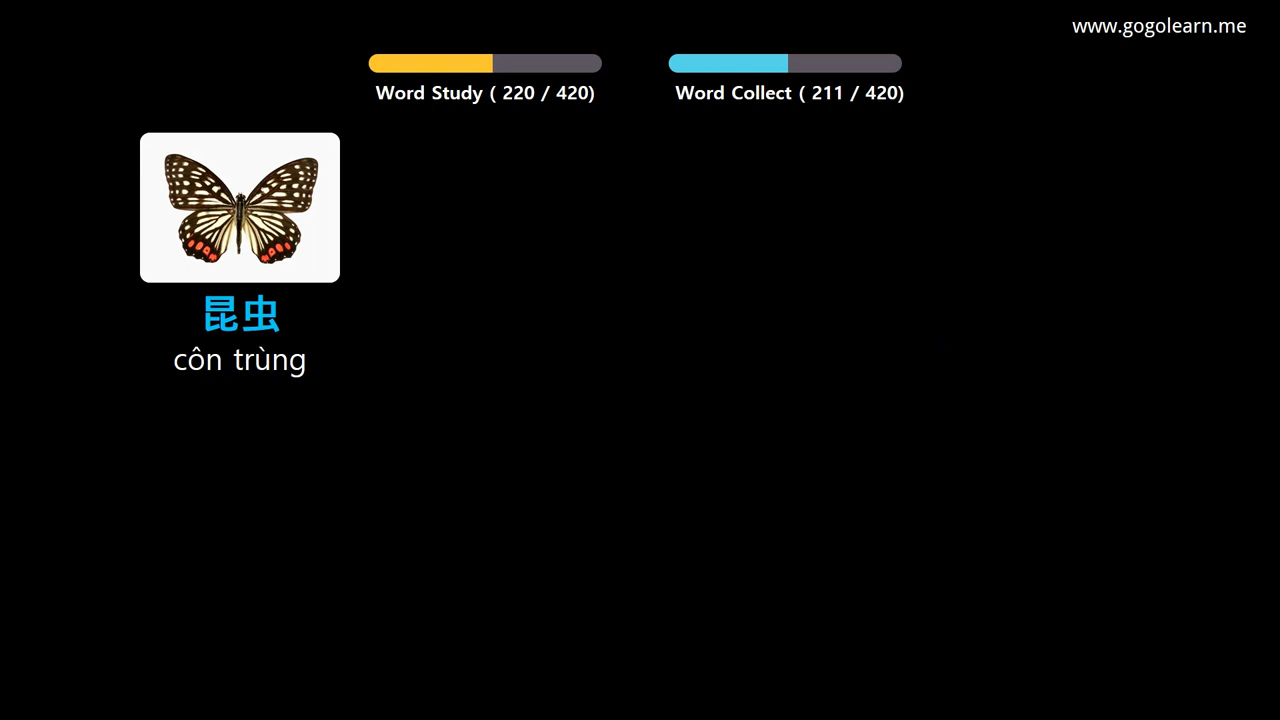 www.gogolearn.me
Word Study ( 220 / 420)
Word Collect ( 211 / 420)
昆虫
côn trùng